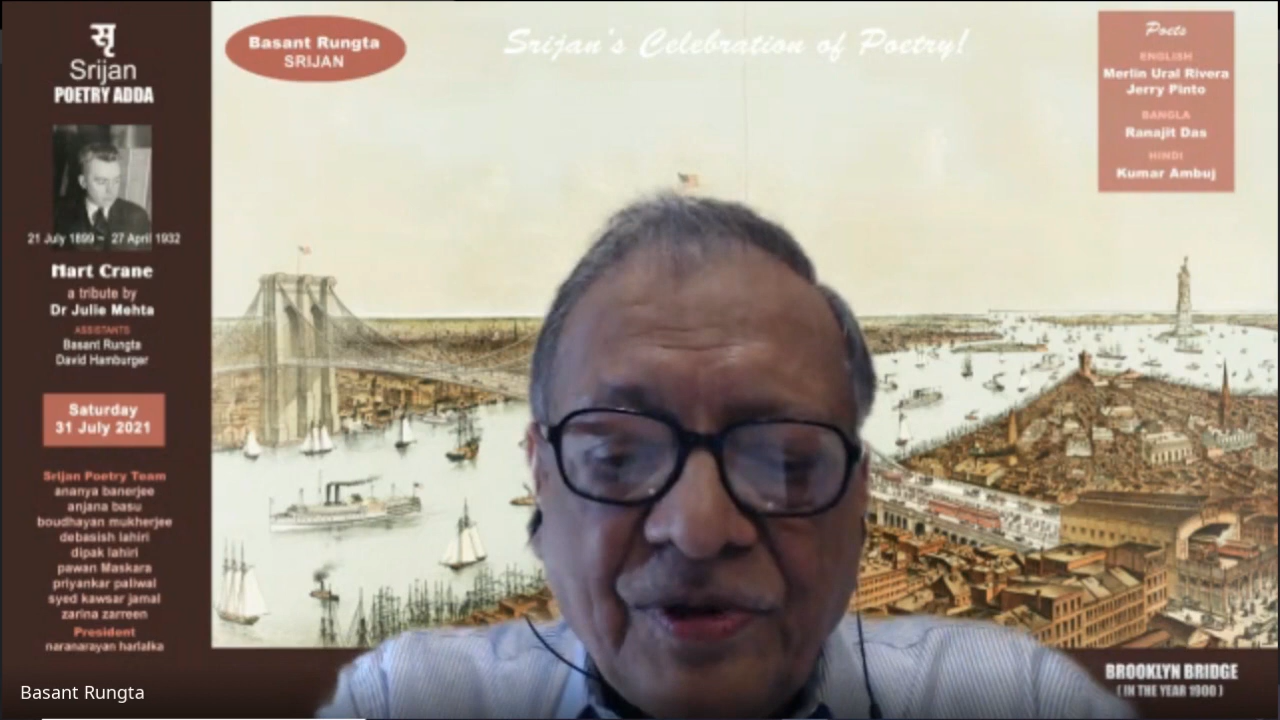 सृ
Srijan
POETRY ADDA
21 July 1899 ~ 27 April 1932
Hart Crane
a tribute by
Dr Julie Mehta
ASSISTANTS
Basant Rungta
David Hamburger
Saturday
31 July 2021
Srijan Poetry Team
ananya banerjee
anjana basu
boudhayan mukherjee
debasish lahiri
dipak lahiri
pawan Maskara
priyankar paliwal
syed kawsar jamal
zarina zarreen
President
naranarayan harlalka
Basant Rungta
Basant Rungta
SRIJAN
Srijan's Celebration of Poetry!
Poets
ENGLISH
Merlin Ural Rivera
Jerry Pinto
BANGLA
Ranajit Das
HINDI
Kumar Ambuj
BROOKLYN BRIDGE
( IN THE YEAR 1900 )